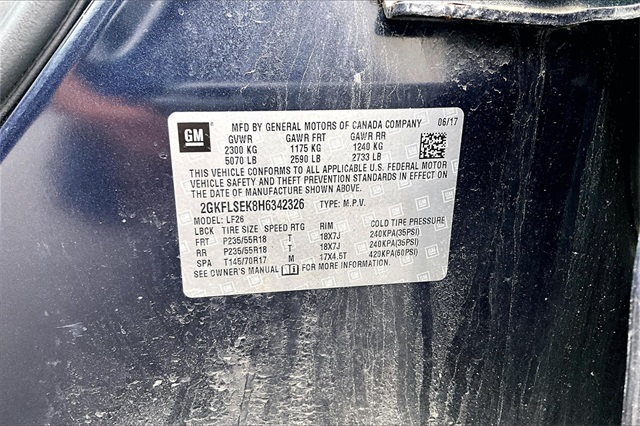 GM
MFD BY GENERAL MOTORS OF CANADA COMPANY 06/17
GVWR GAWR FRT GAWR RR
2300 KG 1175 KG 1240 KG
5070 LB 2590 LB 2733 LB
THIS VEHICLE CONFORMS TO ALL APPLICABLE U.S. FEDERAL MOTOR
VEHICLE SAFETY AND THEFT PREVENTION STANDARDS IN EFFECT ON
THE DATE OF MANUFACTURE SHOWN ABOVE.
2GKFLSEK8H6342326 TYPE: M.P.V.
MODEL: LF26
LBCK TIRE SIZE SPEED RTG RIM COLD TIRE PRESSURE
FRT P235/55R18 T 18X7J 240KPA(35PSI)
RR P235/55R18 T 18X7J 240KPA(35PSI)
SPA T145/70R17 M 17X4.5T 420KPA(60PSI)
SEE OWNER'S MANUAL FOR MORE INFORMATION.